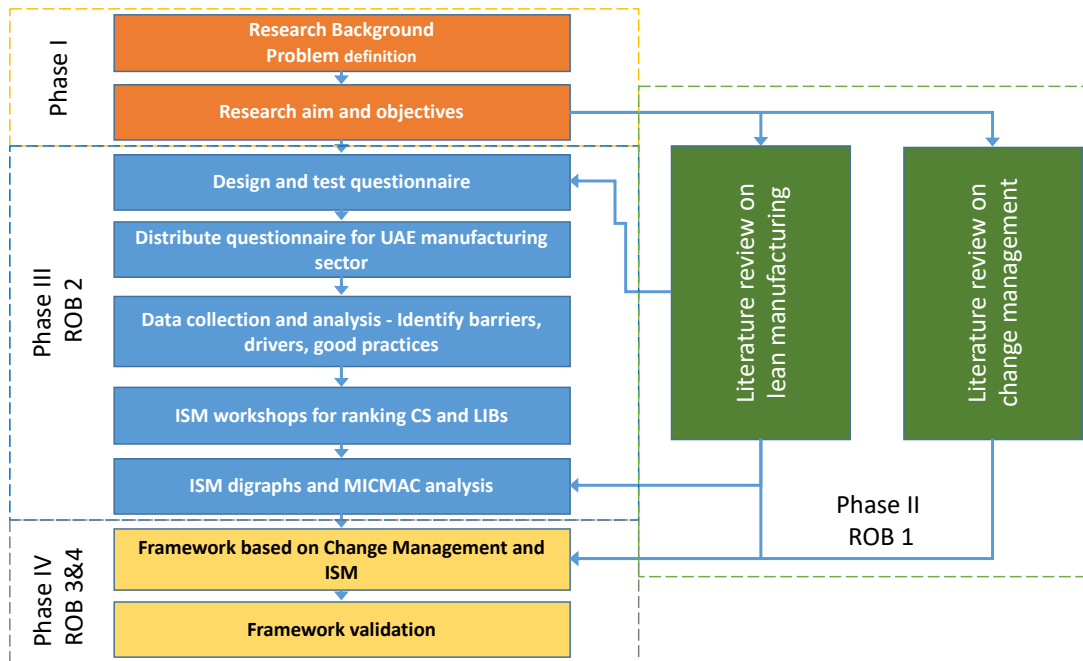 Phase I
Research Background
Problem definition
Research aim and objectives
Phase III
ROB 2
Design and test questionnaire
Distribute questionnaire for UAE manufacturing
sector
Data collection and analysis - Identify barriers,
drivers, good practices
ISM workshops for ranking CS and LIBs
ISM digraphs and MICMAC analysis
Literature review on
lean manufacturing
Literature review on
change management
Phase II
ROB 1
Phase IV
ROB 3&4
Framework based on Change Management and
ISM
Framework validation